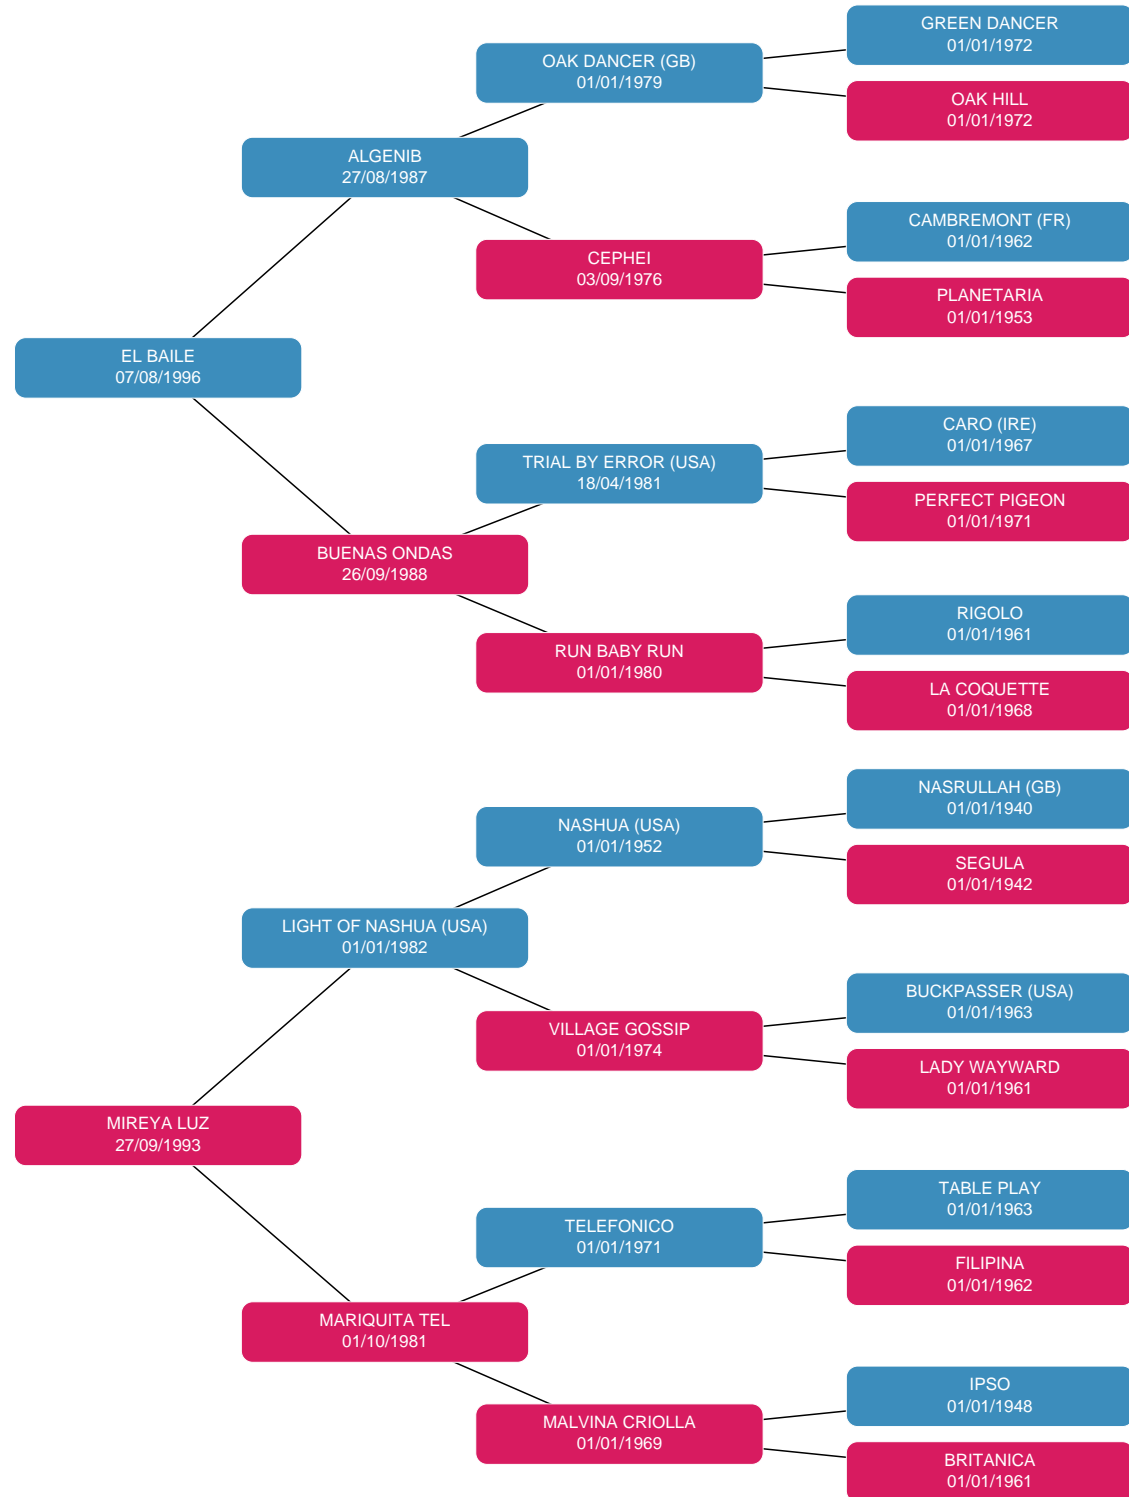 GREEN DANCER
01/01/1972
OAK DANCER (GB)
01/01/1979
OAK HILL
01/01/1972
ALGENIB
27/08/1987
CAMBREMONT (FR)
01/01/1962
CEPHEI
03/09/1976
PLANETARIA
01/01/1953
EL BAILE
07/08/1996
CARO (IRE)
01/01/1967
TRIAL BY ERROR (USA)
18/04/1981
PERFECT PIGEON
01/01/1971
BUENAS ONDAS
26/09/1988
RIGOLO
01/01/1961
RUN BABY RUN
01/01/1980
LA COQUETTE
01/01/1968
NASRULLAH (GB)
01/01/1940
NASHUA (USA)
01/01/1952
SEGULA
01/01/1942
LIGHT OF NASHUA (USA)
01/01/1982
BUCKPASSER (USA)
01/01/1963
VILLAGE GOSSIP
01/01/1974
LADY WAYWARD
01/01/1961
MIREYA LUZ
27/09/1993
TABLE PLAY
01/01/1963
TELEFONICO
01/01/1971
FILIPINA
01/01/1962
MARIQUITA TEL
01/10/1981
IPSO
01/01/1948
MALVINA CRIOLLA
01/01/1969
BRITANICA
01/01/1961